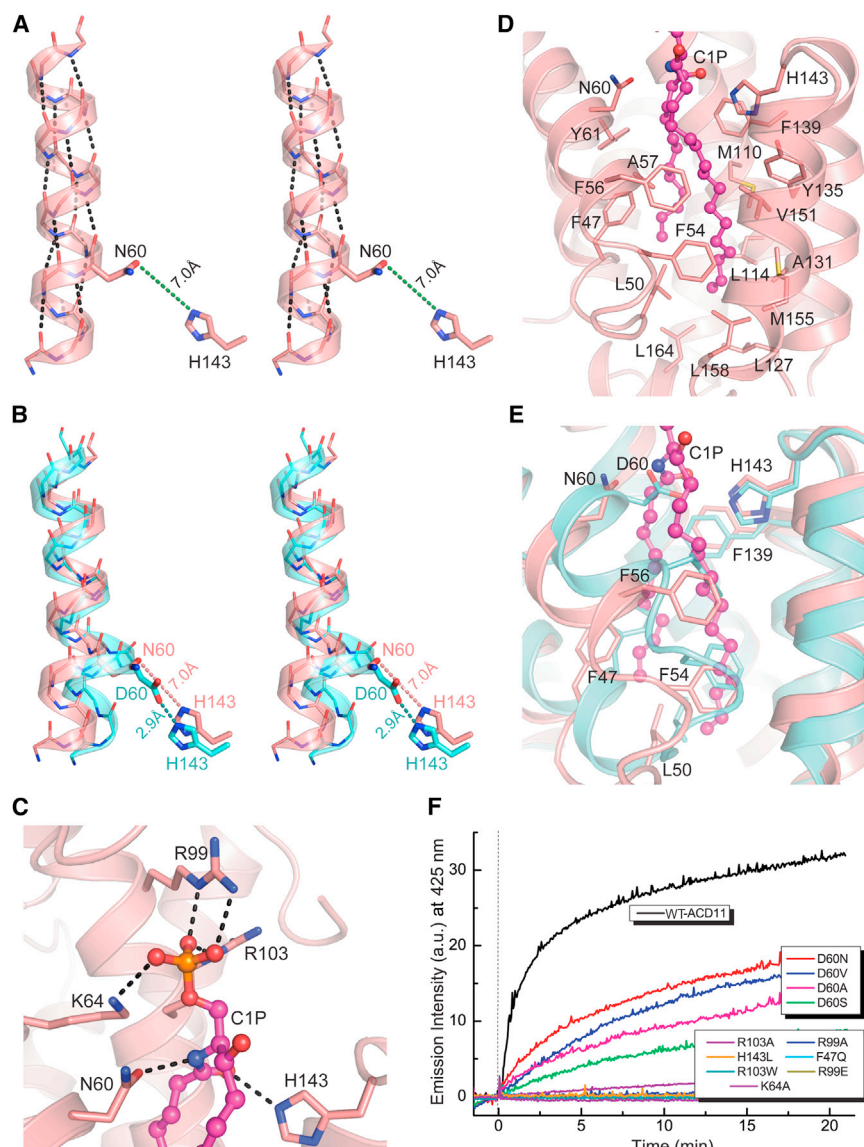 A
N60
7.0Å
H143
N60
7.0Å
H143
B
N60
7.0Å
D60
H143
2.9Å
H143
N60
7.0Å
D60
H143
2.9Å
H143
C
R99
R103
K64
C1P
N60
H143
D
C1P
N60
H143
Y61
F139
M110
A57
F56
Y135
V151
F47
F54
A131
L114
L50
M155
L164
L158
L127
E
D60
C1P
N60
H143
F139
F56
F47
F54
L50
F
Emission Intensity (a.u.) at 425 nm
30
20
10
0
WT-ACD11
D60N
D60V
D60A
D60S
R103A
R99A
H143L
F47Q
R103W
R99E
K64A
0
5
10
15
20
Time (min)